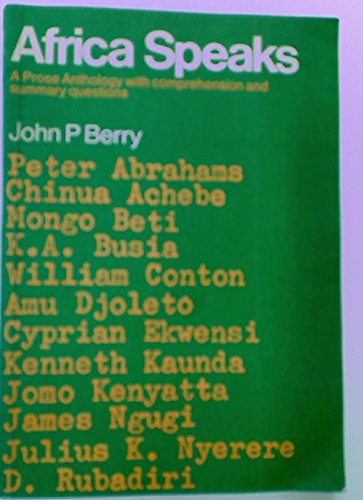 Africa Speaks
A Prose Anthology with comprehension and
summary questions
John P Berry
Peter Abrahams
Chinua Achebe
Mongo Beti
K.A. Busia
William Conton
Amu Djoleto
Cyprian Ekwensi
Kenneth Kaunda
Jomo Kenyatta
James Ngugi
Julius K. Nyerere
D. Rubadiri